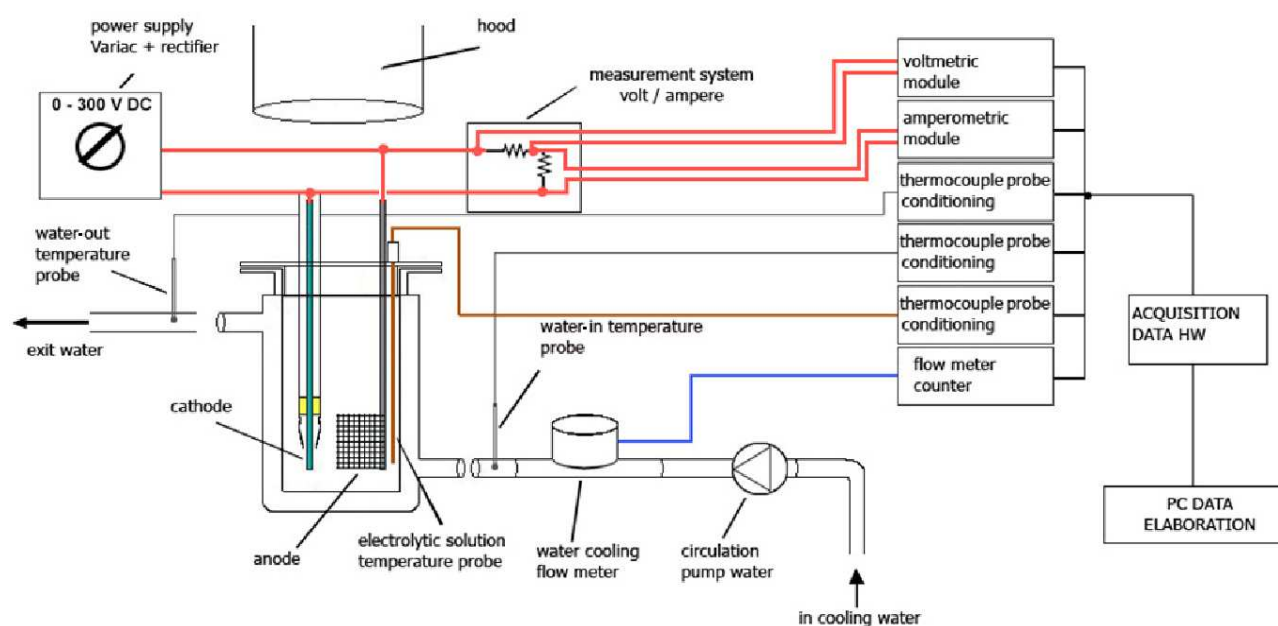 power supply
Variac + rectifier
hood
0 - 300 V DC
measurement system
volt / ampere
voltmetric
module
amperometric
module
thermocouple probe
conditioning
thermocouple probe
conditioning
thermocouple probe
conditioning
flow meter
counter
water-out
temperature
probe
exit water
water-in temperature
probe
cathode
anode
electrolytic solution
temperature probe
water cooling
flow meter
circulation
pump water
in cooling water
ACQUISITION
DATA HW
PC DATA
ELABORATION